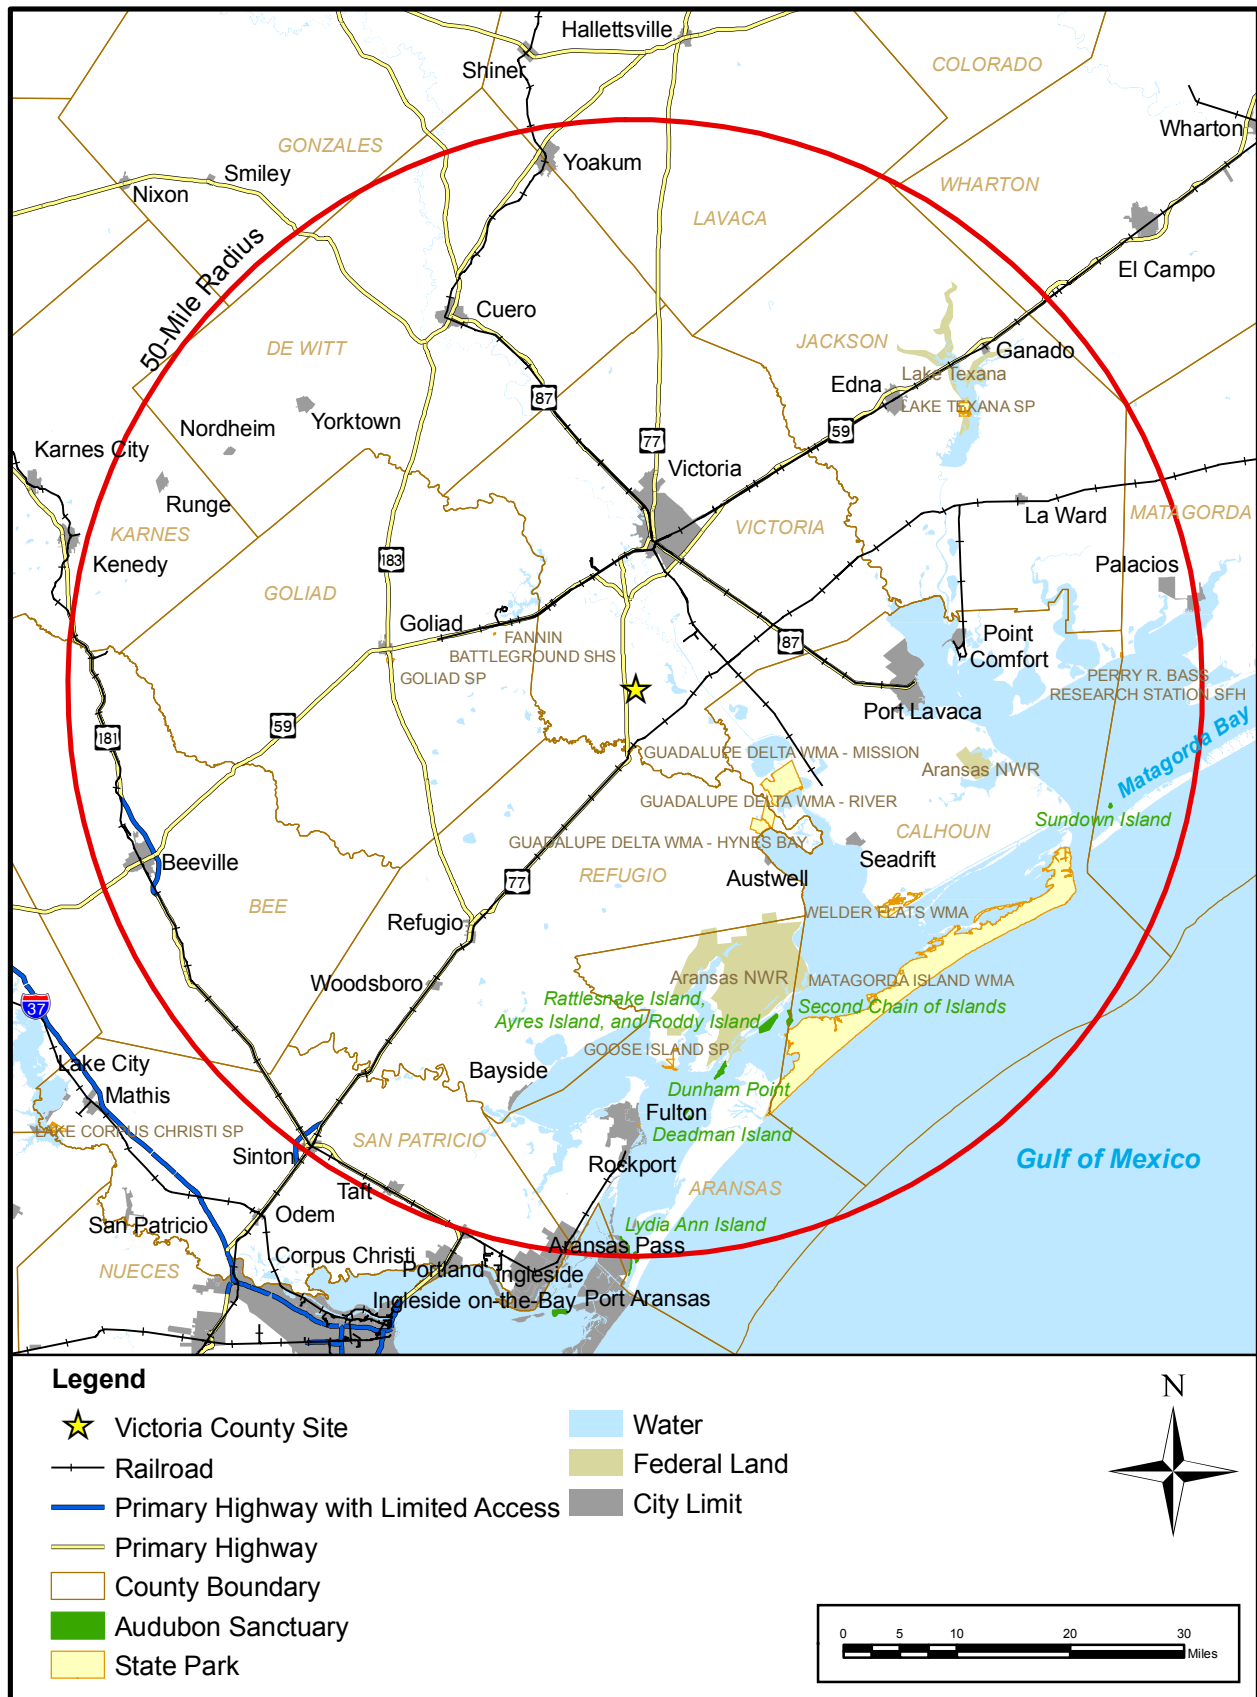 Hallettsville
Shiner
COLORADO
Wharton
GONZALES
Yoakum
Smiley
Nixon
WHARTON
LAVACA
50-Mile Radius
El Campo
Cuero
DE WITT
JACKSON
Ganado
Lake Texana
Edna
87
LAKE TEXANA SP
Yorktown
Nordheim
59
77
Karnes City
Victoria
Runge
La Ward
MATAGORDA
VICTORIA
KARNES
183
Kenedy
Palacios
GOLIAD
Goliad
FANNIN
BATTLEGROUND SHS
87
Point
Comfort
GOLIAD SP
PERRY R. BASS
RESEARCH STATION SFH
Port Lavaca
59
181
Matagorda Bay
GUADALUPE DELTA WMA - MISSION
Aransas NWR
GUADALUPE DELTA WMA - RIVER
Sundown Island
CALHOUN
GUADALUPE DELTA WMA - HYNES BAY
Beeville
Seadrift
REFUGIO
Austwell
77
BEE
WELDER FLATS WMA
Refugio
Aransas NWR
MATAGORDA ISLAND WMA
Woodsboro
Rattlesnake Island,
Ayres Island, and Roddy Island
Second Chain of Islands
37
GOOSE ISLAND SP
Lake City
Bayside
Dunham Point
Mathis
Fulton
LAKE CORPUS CHRISTI SP
Deadman Island
SAN PATRICIO
Sinton
Gulf of Mexico
Rockport
Taft
ARANSAS
San Patricio
Odem
Lydia Ann Island
Corpus Christi
Aransas Pass
NUECES
Portland
Ingleside
Ingleside on-the-Bay
Port Aransas
Legend
Victoria County Site
Railroad
Primary Highway with Limited Access
Primary Highway
County Boundary
Audubon Sanctuary
State Park
Water
Federal Land
City Limit
N
0 5 10 20 30
Miles